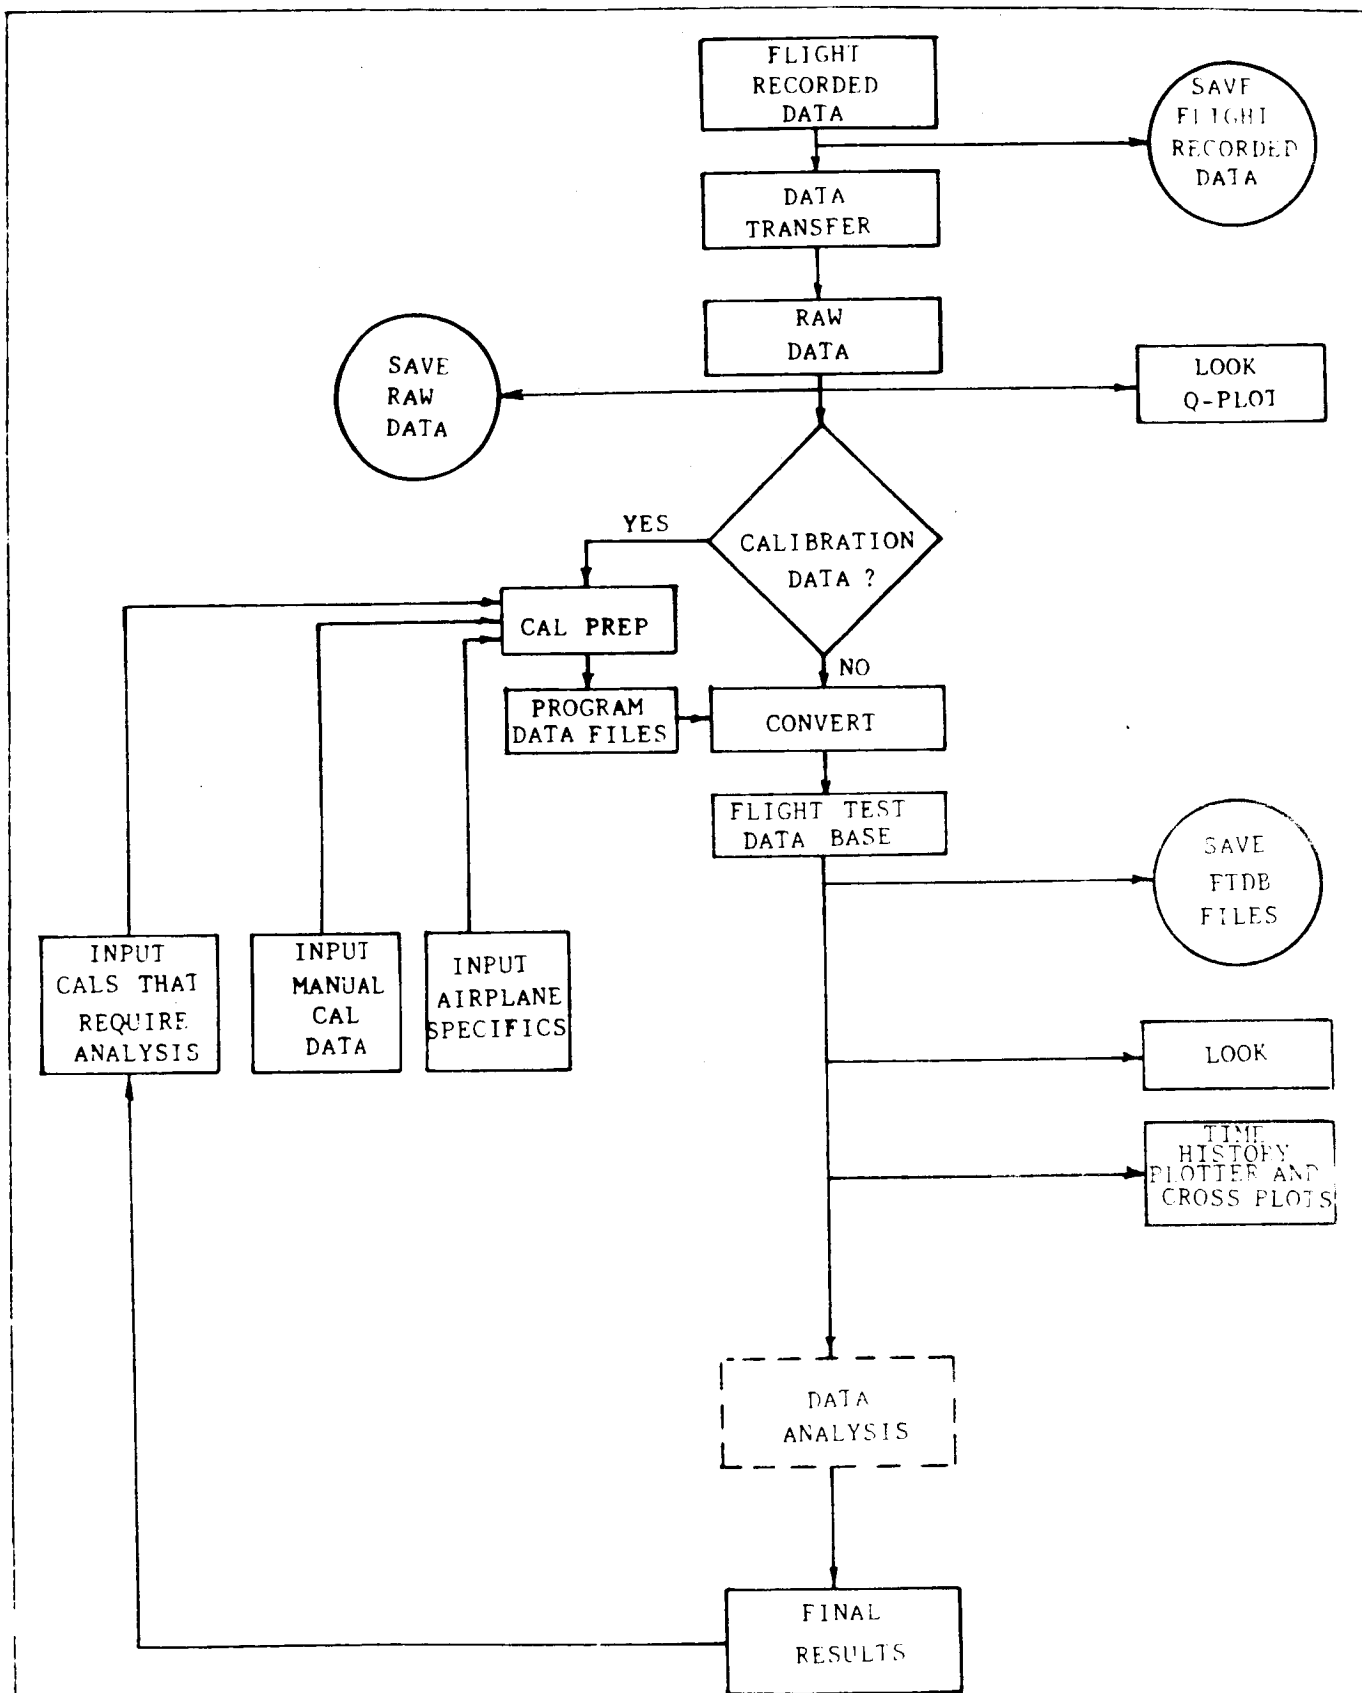 FLIGHT
RECORDED
DATA
SAVE
FLIGHT
RECORDED
DATA
DATA
TRANSFER
RAW
DATA
SAVE
RAW
DATA
LOOK
Q-PLOT
YES
CALIBRATION
DATA ?
CAL PREP
NO
PROGRAM
DATA FILES
CONVERT
FLIGHT TEST
DATA BASE
SAVE
FTDB
FILES
INPUT
CALS THAT
REQUIRE
ANALYSIS
INPUT
MANUAL
CAL
DATA
INPUT
AIRPLANE
SPECIFICS
LOOK
TIME
HISTORY
PLOTTER AND
CROSS PLOTS
DATA
ANALYSIS
FINAL
RESULTS